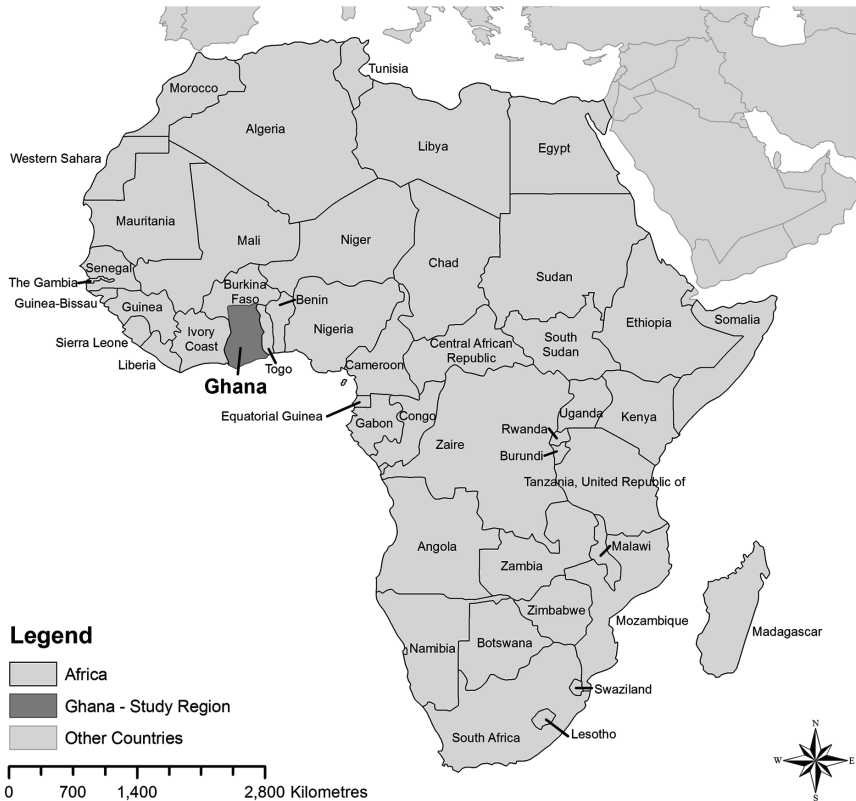 Tunisia
Morocco
Algeria
Libya
Egypt
Western Sahara
Mauritania
Mali
Niger
Chad
Sudan
Senegal
The Gambia
Guinea-Bissau
Guinea
Burkina
Faso
Benin
Nigeria
Ethiopia
Somalia
Sierra Leone
Ivory
Coast
Liberia
Ghana
Togo
Cameroon
Central African
Republic
South
Sudan
Equatorial Guinea
Gabon
Congo
Zaire
Uganda
Kenya
Rwanda
Burundi
Tanzania, United Republic of
Angola
Zambia
Malawi
Mozambique
Zimbabwe
Madagascar
Namibia
Botswana
Swaziland
South Africa
Lesotho
Legend
Africa
Ghana - Study Region
Other Countries
0 700 1,400 2,800 Kilometres
N
W E
S